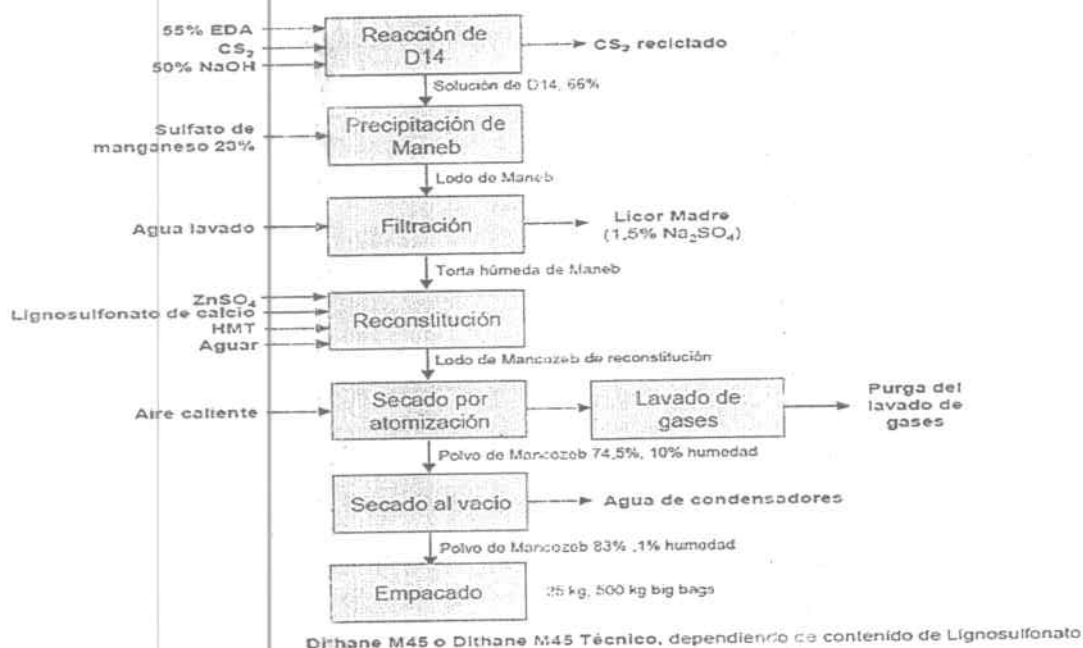 55% EDA
CS₂
50% NaOH
Reacción de
D14
CS₂ reciclado
Solución de D14, 66%
Sulfato de
manganeso 23%
Precipitación de
Maneb
Lodo de Maneb
Agua lavado
Filtración
Licor Madre
(1,5% Na₂SO₄)
Torta húmeda de Maneb
ZnSO₄
Lignosulfonato de calcio
HMT
Aguar
Reconstitución
Lodo de Mancozeb de reconstitución
Aire caliente
Secado por
atomización
Lavado de
gases
Purga del
lavado de
gases
Polvo de Mancozeb 74,5%, 10% humedad
Secado al vacío
Agua de condensadores
Polvo de Mancozeb 83% ,1% humedad
Empacado
25 kg, 500 kg big bags
Dithane M45 o Dithane M45 Técnico, dependiendo de contenido de Lignosulfonato